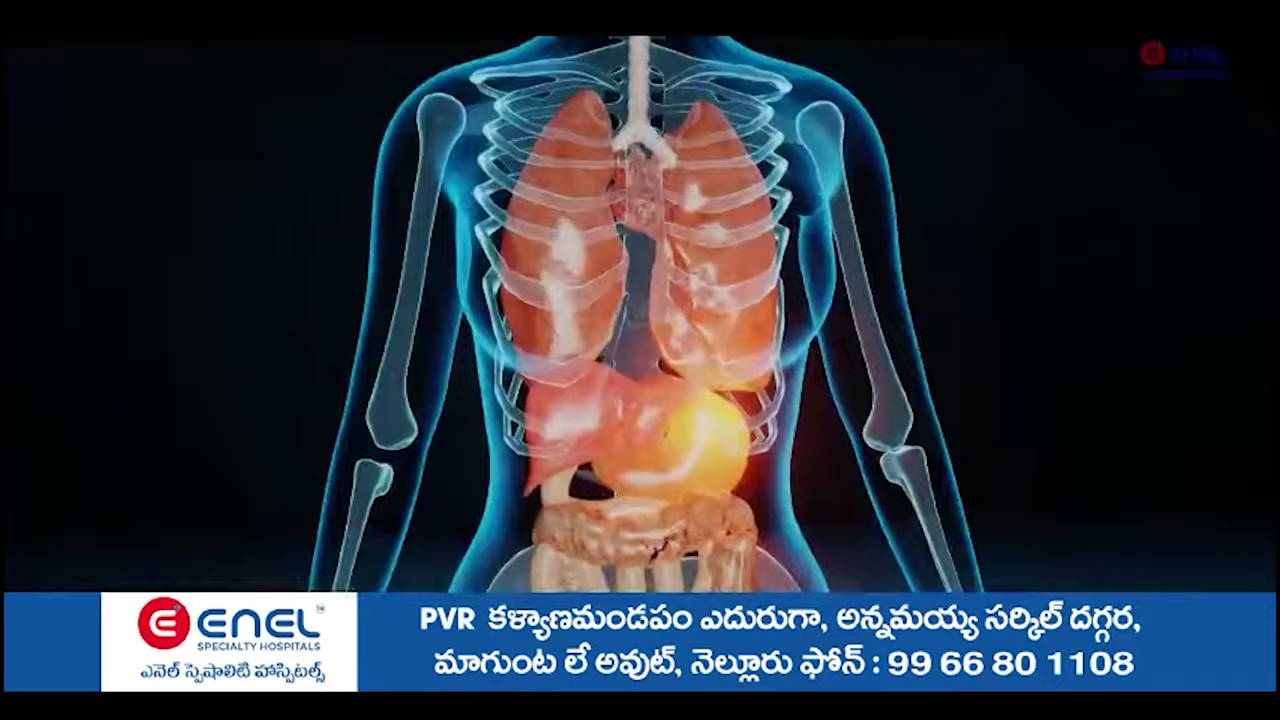 ENEL
ENEL
SPECIALTY HOSPITALS
ఎనెల్ స్పెషాలిటి హాస్పిటల్స్
PVR కళ్యాణమండపం ఎదురుగా, అన్నమయ్య సర్కిల్ దగ్గర,
మాగుంట లే అవుట్, నెల్లూరు ఫోన్ : 99 66 80 1108